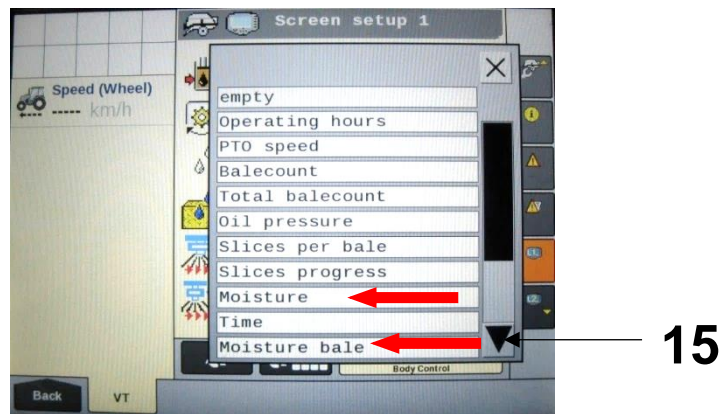 Screen setup 1
Speed (Wheel)
----- km/h
empty
Operating hours
PTO speed
Balecount
Total balecount
Oil pressure
Slices per bale
Slices progress
Moisture
Time
Moisture bale
15
Body Control
Back
VT